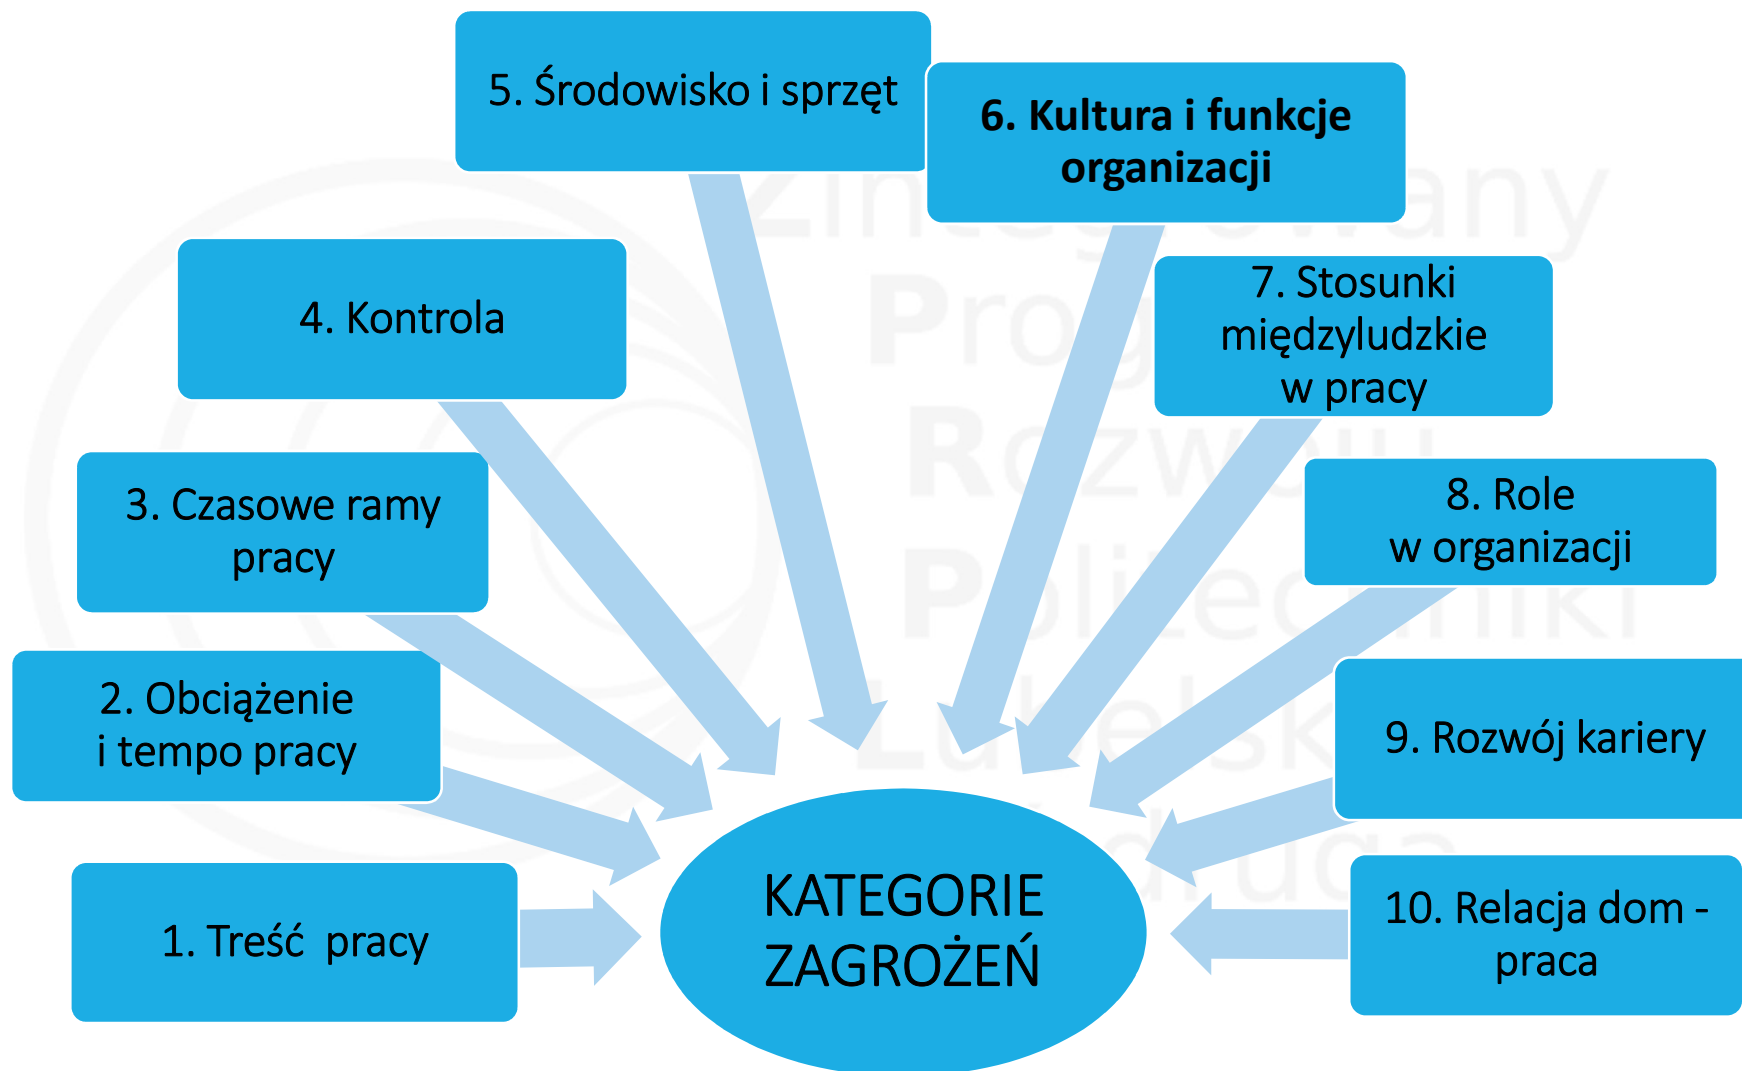 5. Środowisko i sprzęt
6. Kultura i funkcje
organizacji
4. Kontrola
7. Stosunki
międzyludzkie
w pracy
3. Czasowe ramy
pracy
8. Role
w organizacji
2. Obciążenie
i tempo pracy
9. Rozwój kariery
1. Treść  pracy
KATEGORIE
ZAGROŻEŃ
10. Relacja dom -
praca